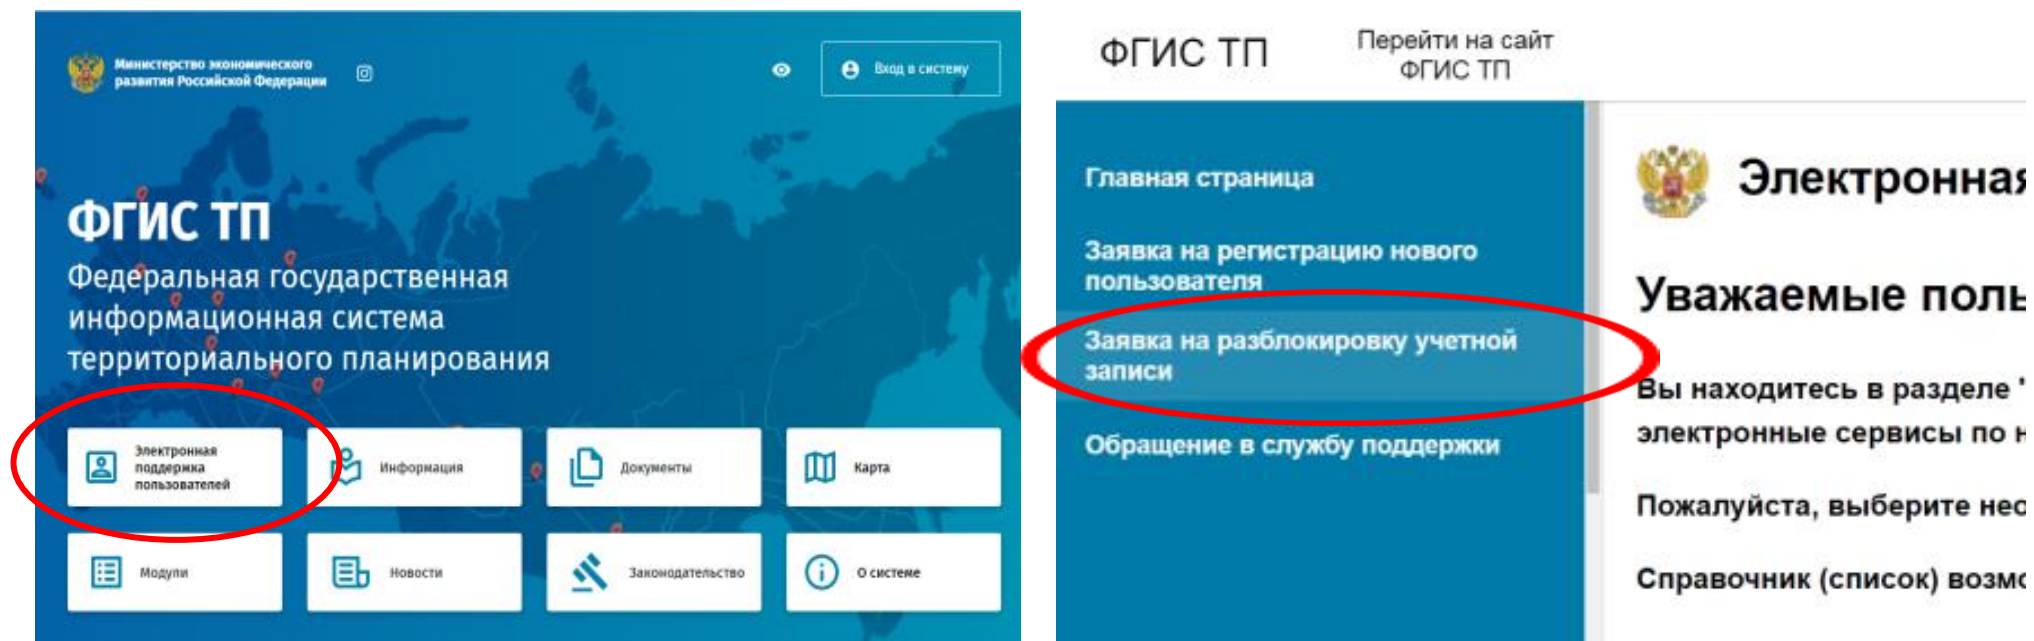 Министерство экономического
развития Российской Федерации
Вход в систему
ФГИС ТП
Федеральная государственная
информационная система
территориального планирования
Электронная
поддержка
пользователей
Информация
Документы
Карта
Модули
Новости
Законодательство
О системе
ФГИС ТП
Перейти на сайт
ФГИС ТП
Главная страница
Заявка на регистрацию нового
пользователя
Заявка на разблокировку учетной
записи
Обращение в службу поддержки
Электронная
Уважаемые поль
Вы находитесь в разделе "
электронные сервисы по н
Пожалуйста, выберите нео
Справочник (список) возмо